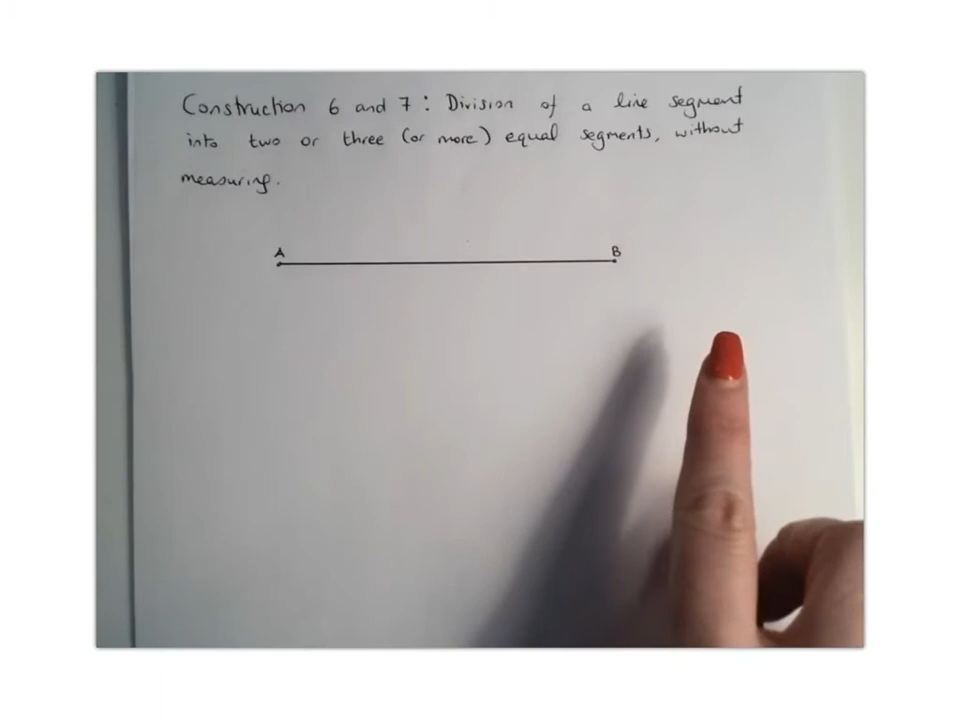 Construction 6 and 7 : Division of a line segment
into two or three (or more) equal segments, without
measuring.
A B